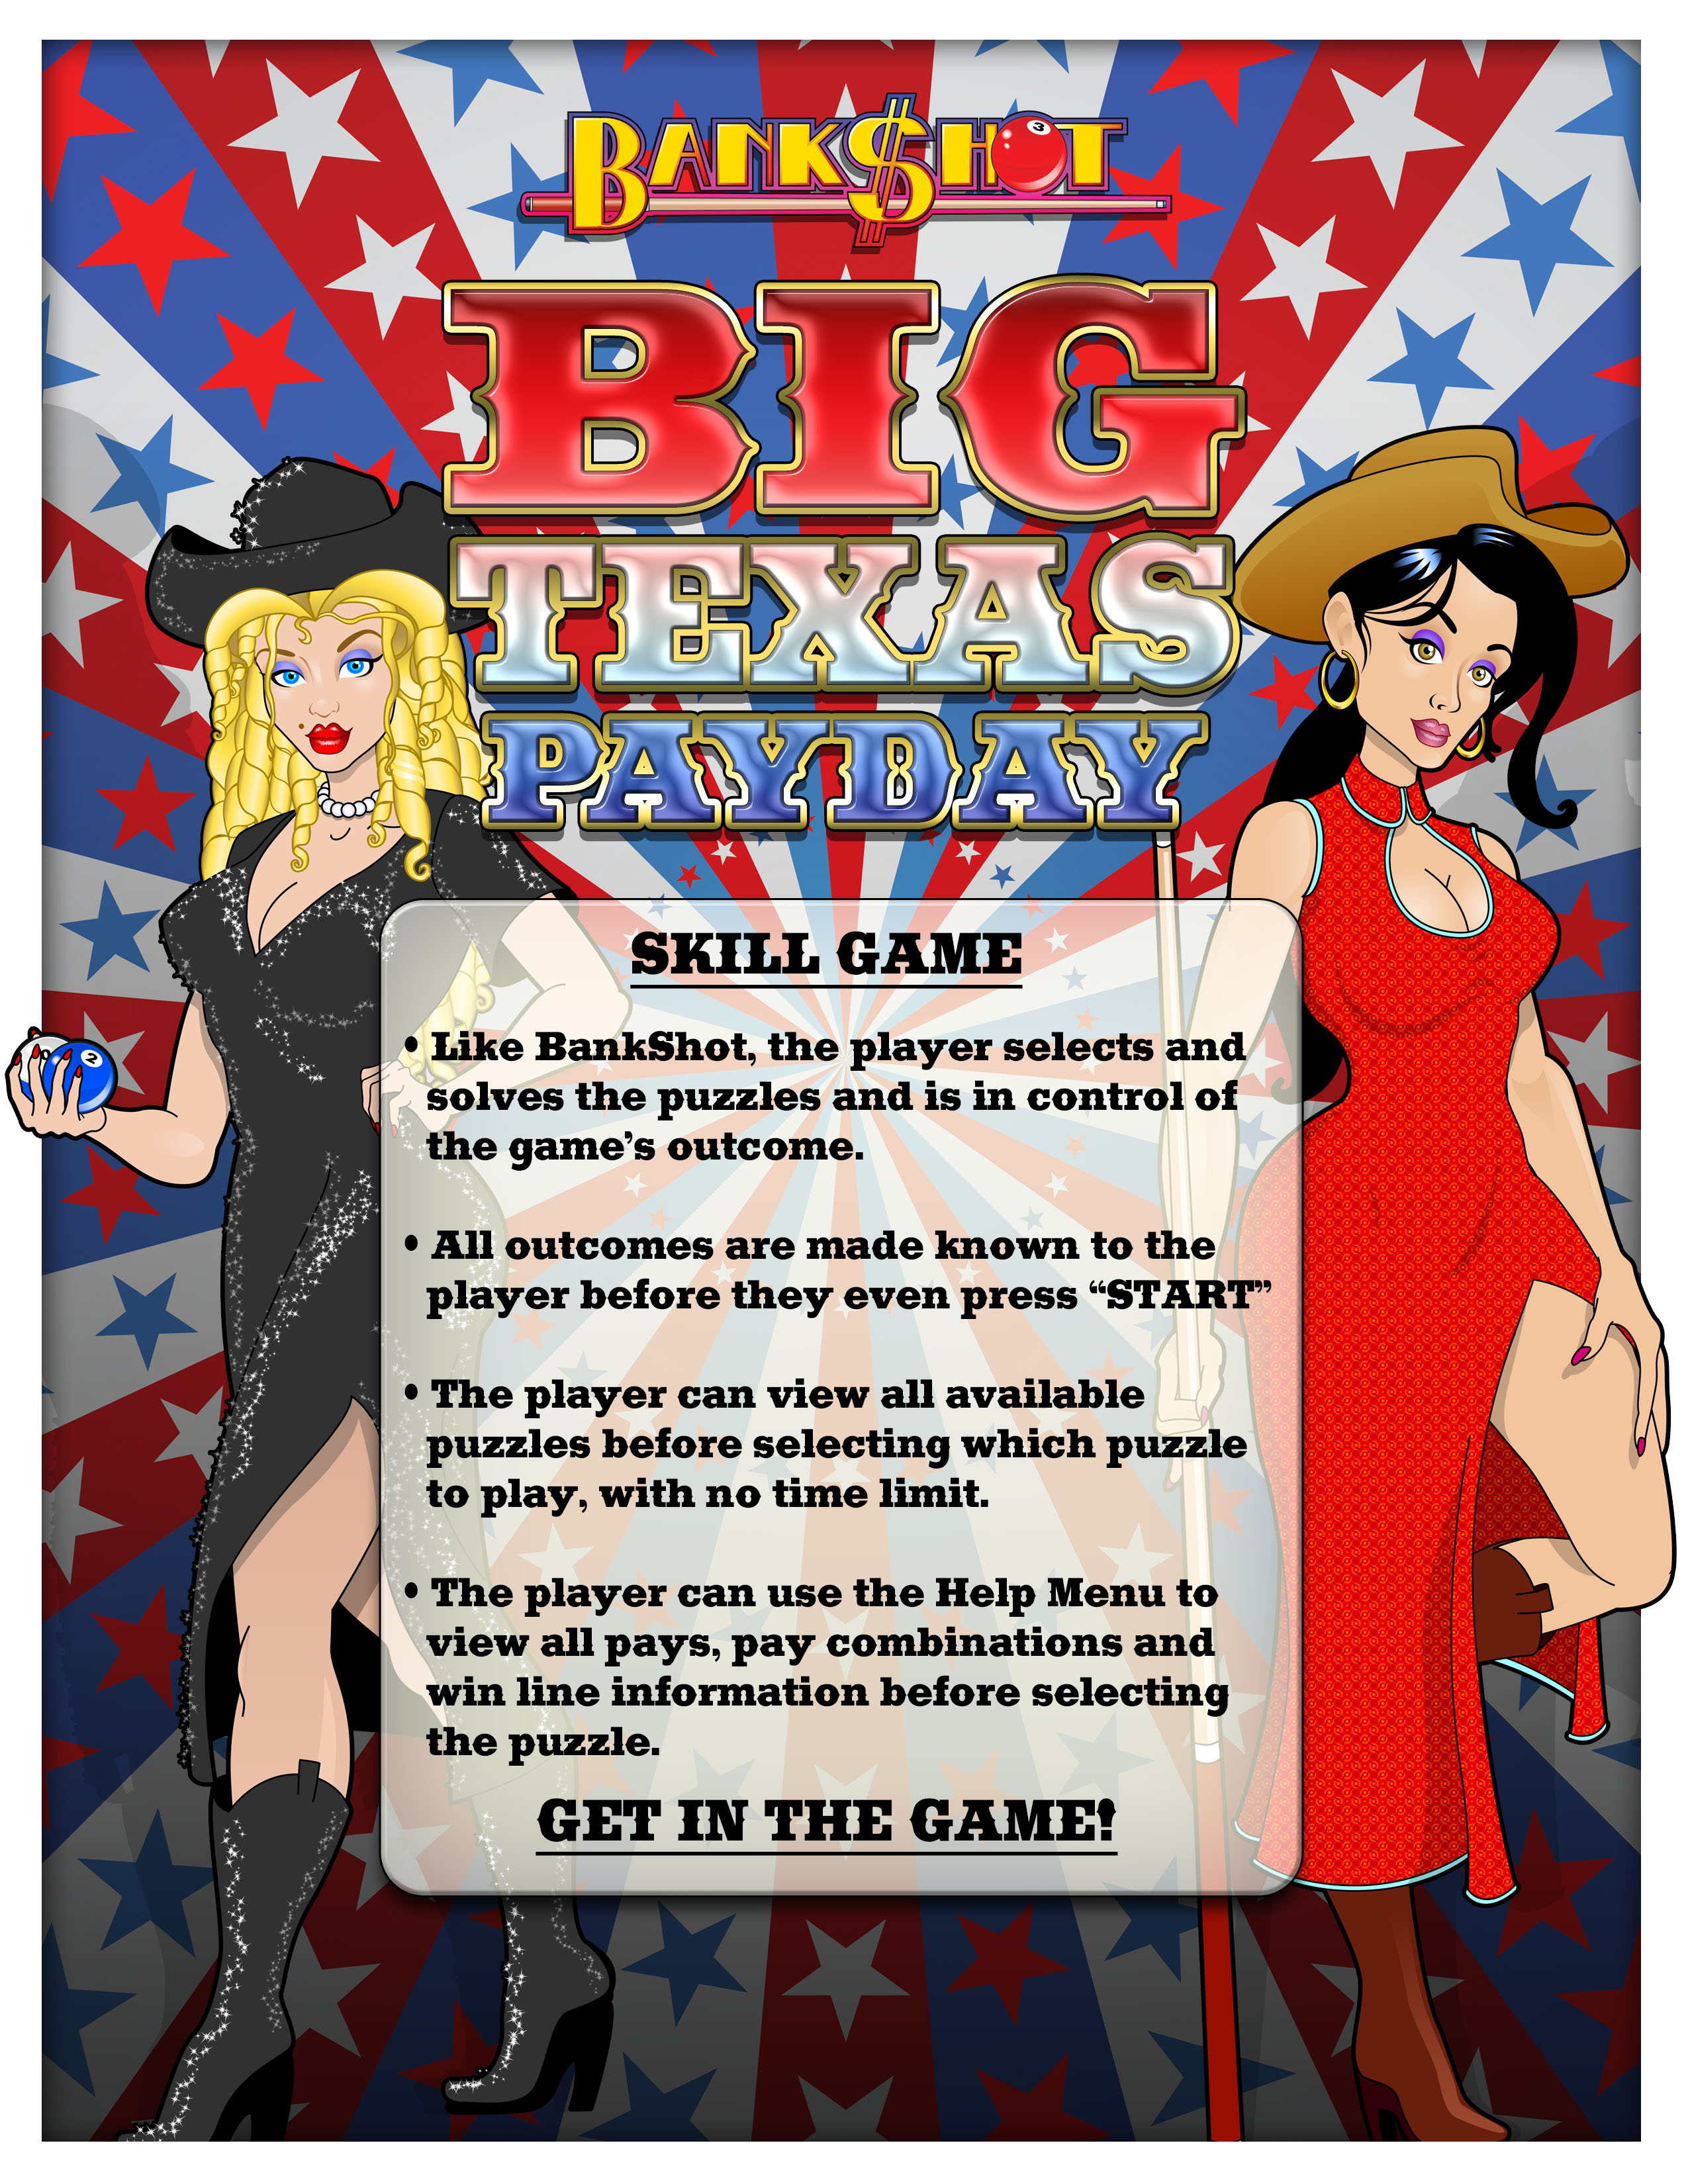 BANK$HOT
3
BIG
TEXAS
PAYDAY
SKILL GAME
• Like BankShot, the player selects and
solves the puzzles and is in control of
the game’s outcome.
• All outcomes are made known to the
player before they even press “START”
• The player can view all available
puzzles before selecting which puzzle
to play, with no time limit.
• The player can use the Help Menu to
view all pays, pay combinations and
win line information before selecting
the puzzle.
GET IN THE GAME!
2